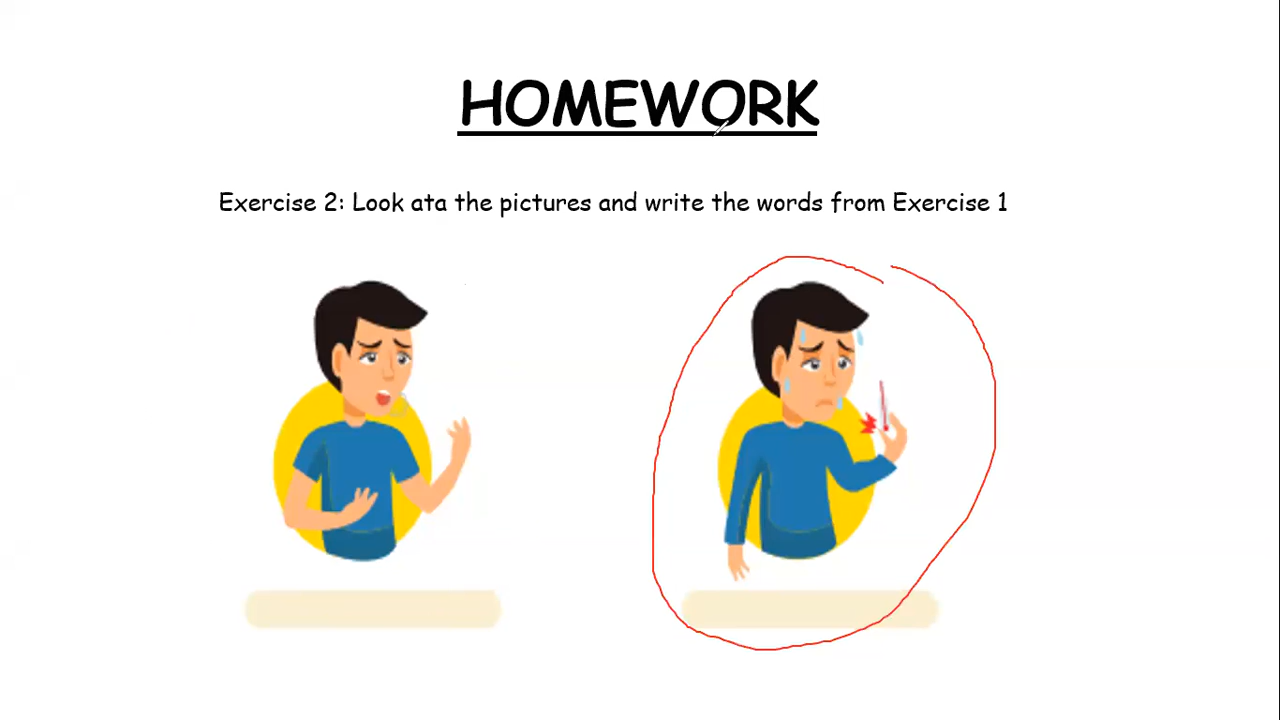 HOMEWORK
Exercise 2: Look ata the pictures and write the words from Exercise 1